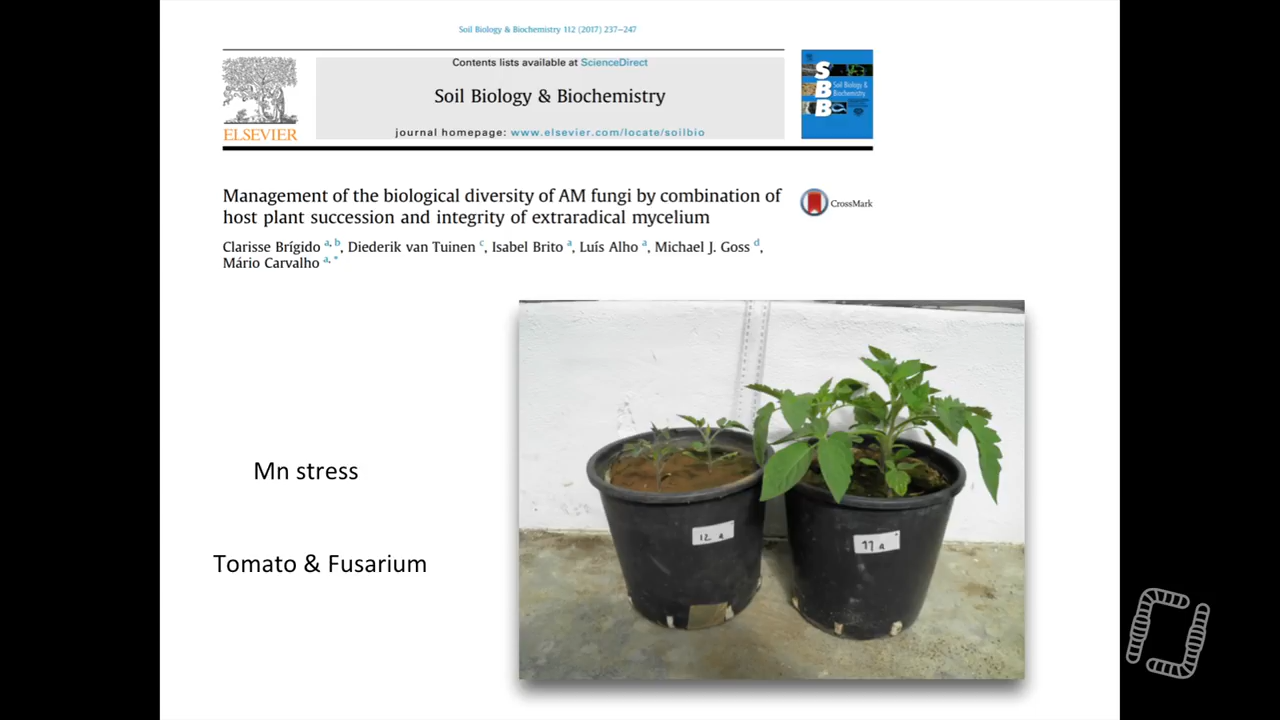 Soil Biology & Biochemistry 112 (2017) 237–247
Contents lists available at ScienceDirect
Soil Biology & Biochemistry
journal homepage: www.elsevier.com/locate/soilbio
ELSEVIER
SBB
Soil Biology &
Biochemistry
Management of the biological diversity of AM fungi by combination of
host plant succession and integrity of extraradical mycelium
CrossMark
Clarisse Brígido a, b, Diederik van Tuinen c, Isabel Brito a, Luís Alho a, Michael J. Goss d,
Mário Carvalho a, *
Mn stress
Tomato & Fusarium
12 a